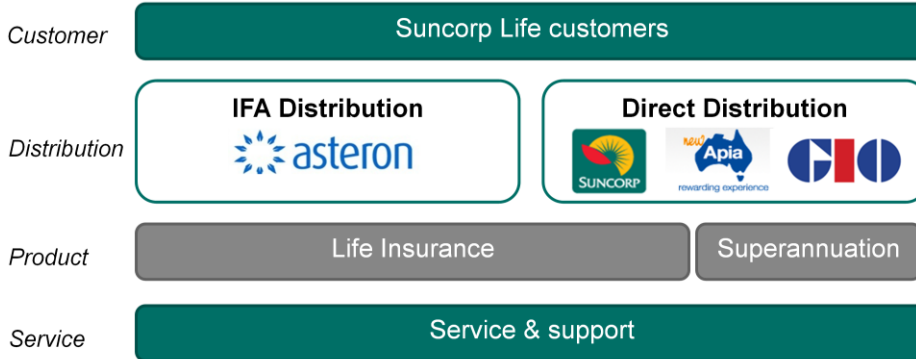 Customer
Suncorp Life customers
Distribution
IFA Distribution
asteron
Direct Distribution
SUNCORP
new?
Apia
rewarding experience
GIO
Product
Life Insurance
Superannuation
Service
Service & support